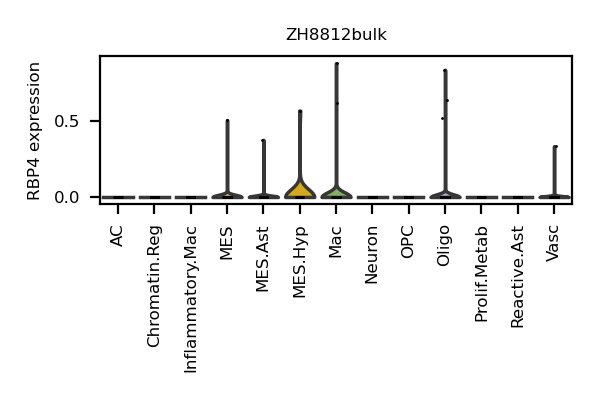 ZH8812bulk
RBP4 expression
0.5
0.0
AC
Chromatin.Reg
Inflammatory.Mac
MES
MES.Ast
MES.Hyp
Mac
Neuron
OPC
Oligo
Prolif.Metab
Reactive.Ast
Vasc